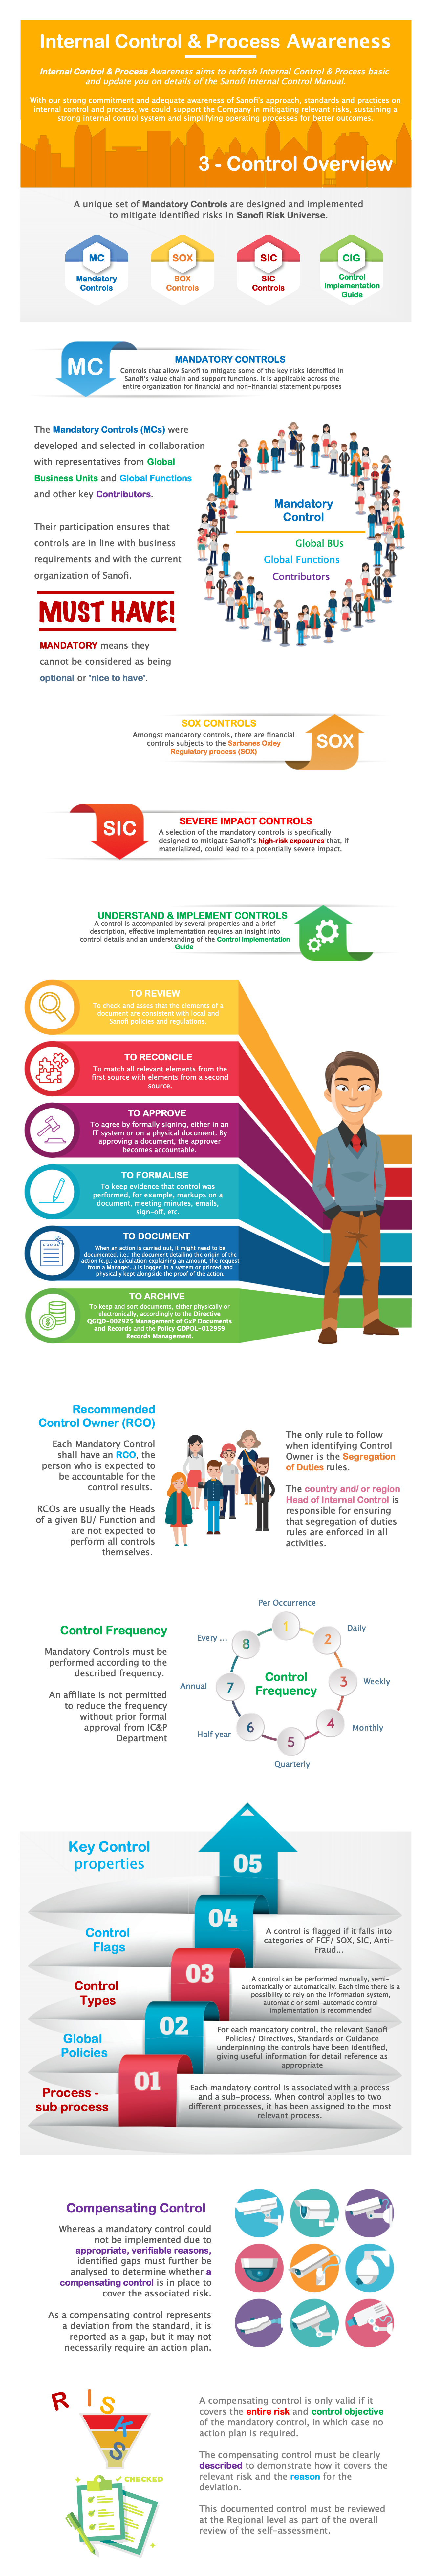 Internal Control & Process Awareness
Internal Control & Process Awareness aims to refresh Internal Control & Process basic
and update you on details of the Sanofi Internal Control Manual.
With our strong commitment and adequate awareness of Sanofi's approach, standards and practices on
internal control and process, we could support the Company in mitigating relevant risks, sustaining a
strong internal control system and simplifying operating processes for better outcomes.
3 - Control Overview
A unique set of Mandatory Controls are designed and implemented
to mitigate identified risks in Sanofi Risk Universe.
MC
Mandatory
Controls
SOX
SOX
Controls
SIC
SIC
Controls
CIG
Control
Implementation
Guide
MC
MANDATORY CONTROLS
Controls that allow Sanofi to mitigate some of the key risks identified in
Sanofi's value chain and support functions. It is applicable across the
entire organization for financial and non-financial statement purposes
The Mandatory Controls (MCs) were
developed and selected in collaboration
with representatives from Global
Business Units and Global Functions
and other key Contributors.
Their participation ensures that
controls are in line with business
requirements and with the current
organization of Sanofi.
Mandatory
Control
Global BUs
Global Functions
Contributors
MUST HAVE!
MANDATORY means they
cannot be considered as being
optional or 'nice to have'.
SOX CONTROLS
Amongst mandatory controls, there are financial
controls subjects to the Sarbanes Oxley
Regulatory process (SOX)
SOX
SIC
SEVERE IMPACT CONTROLS
A selection of the mandatory controls is specifically
designed to mitigate Sanofi's high-risk exposures that, if
materialized, could lead to a potentially severe impact.
UNDERSTAND & IMPLEMENT CONTROLS
A control is accompanied by several properties and a brief
description, effective implementation requires an insight into
control details and an understanding of the Control Implementation
Guide
TO REVIEW
To check and asses that the elements of a
document are consistent with local and
Sanofi policies and regulations.
TO RECONCILE
To match all relevant elements from the
first source with elements from a second
source.
TO APPROVE
To agree by formally signing, either in an
IT system or on a physical document. By
approving a document, the approver
becomes accountable.
TO FORMALISE
To keep evidence that control was
performed, for example, markups on a
document, meeting minutes, emails,
sign-off, etc.
TO DOCUMENT
When an action is carried out, it might need to be
documented, i.e.: the document detailing the origin of the
action (e.g.: a calculation explaining an amount, the request
from a Manager...) is logged in a system or printed and
physically kept alongside the proof of the action.
TO ARCHIVE
To keep and sort documents, either physically or
electronically, accordingly to the Directive
QGQD-002925 Management of GxP Documents
and Records and the Policy GDPOL-012959
Records Management.
Recommended
Control Owner (RCO)
Each Mandatory Control
shall have an RCO, the
person who is expected to
be accountable for the
control results.
RCOs are usually the Heads
of a given BU/ Function and
are not expected to
perform all controls
themselves.
The only rule to follow
when identifying Control
Owner is the Segregation
of Duties rules.
The country and/ or region
Head of Internal Control is
responsible for ensuring
that segregation of duties
rules are enforced in all
activities.
Control Frequency
Mandatory Controls must be
performed according to the
described frequency.
An affiliate is not permitted
to reduce the frequency
without prior formal
approval from IC&P
Department
Control
Frequency
Per Occurrence
1
Daily
2
Weekly
3
Monthly
4
Quarterly
5
Half year
6
Annual
7
Every ...
8
Key Control
properties
05
04
Control
Flags
A control is flagged if it falls into
categories of FCF/ SOX, SIC, Anti-
Fraud...
03
Control
Types
A control can be performed manually, semi-
automatically or automatically. Each time there is a
possibility to rely on the information system,
automatic or semi-automatic control
implementation is recommended
02
Global
Policies
For each mandatory control, the relevant Sanofi
Policies/ Directives, Standards or Guidance
underpinning the controls have been identified,
giving useful information for detail reference as
appropriate
01
Process -
sub process
Each mandatory control is associated with a process
and a sub-process. When control applies to two
different processes, it has been assigned to the most
relevant process.
Compensating Control
Whereas a mandatory control could
not be implemented due to
appropriate, verifiable reasons,
identified gaps must further be
analysed to determine whether a
compensating control is in place to
cover the associated risk.
As a compensating control represents
a deviation from the standard, it is
reported as a gap, but it may not
necessarily require an action plan.
RISKS
CHECKED
A compensating control is only valid if it
covers the entire risk and control objective
of the mandatory control, in which case no
action plan is required.
The compensating control must be clearly
described to demonstrate how it covers the
relevant risk and the reason for the
deviation.
This documented control must be reviewed
at the Regional level as part of the overall
review of the self-assessment.